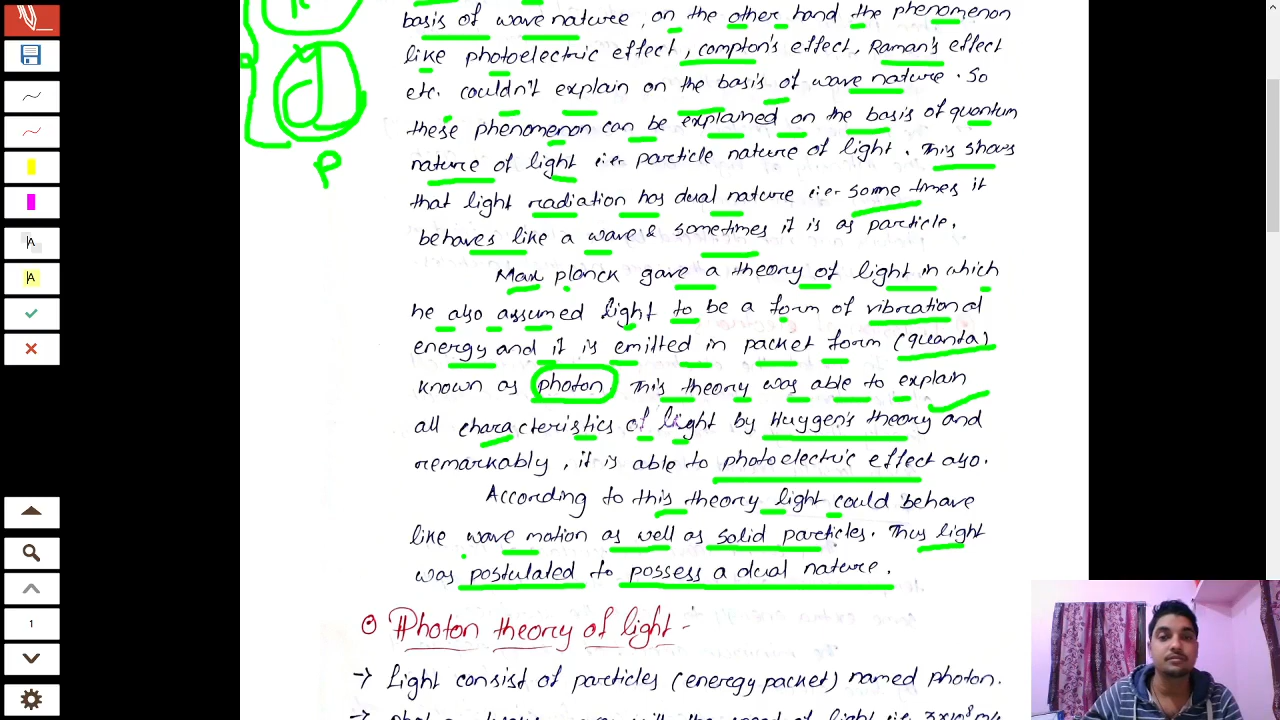 basis of wave nature, on the other hand the phenomenon
like photoelectric effect, compton's effect, Raman's effect
etc. couldn't explain on the basis of wave nature. So
these phenomenon can be explained on the basis of quantum
nature of light i.e. particle nature of light. This shows
that light radiation has dual nature i.e. some times it
behaves like a wave & sometimes it is as particle.
P
Max planck gave a theory of light in which
he also assumed light to be a form of vibrational
energy and it is emitted in packet form (quanta)
known as photon. This theory was able to explain
all characteristics of light by Huygen's theory and
remarkably, it is able to photoelectric effect also.
According to this theory light could behave
like wave motion as well as solid particles. Thus light
was postulated to possess a dual nature.
Photon theory of light :-
→ Light consist of particles (energy packet) named photon.
A
A
1